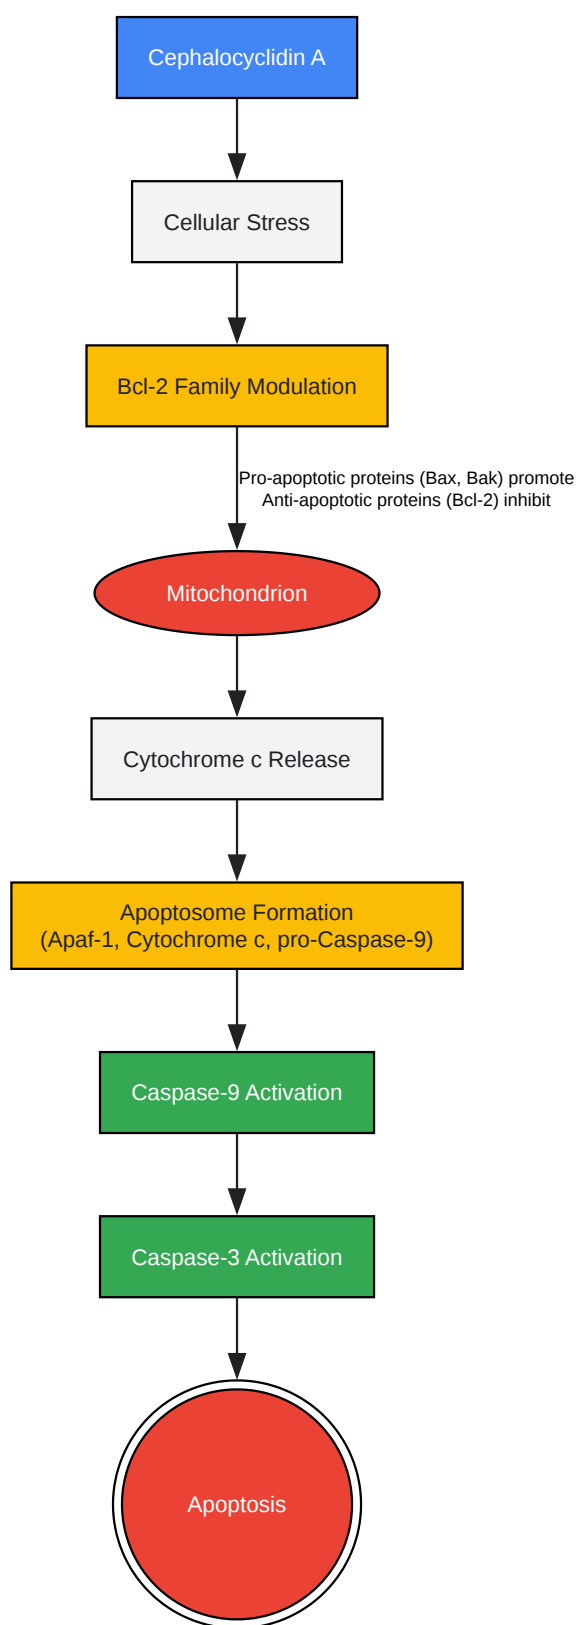 Cephalocyclidin A
Cellular Stress
Bcl-2 Family Modulation
Pro-apoptotic proteins (Bax, Bak) promote
Anti-apoptotic proteins (Bcl-2) inhibit
Mitochondrion
Cytochrome c Release
Apoptosome Formation
(Apaf-1, Cytochrome c, pro-Caspase-9)
Caspase-9 Activation
Caspase-3 Activation
Apoptosis